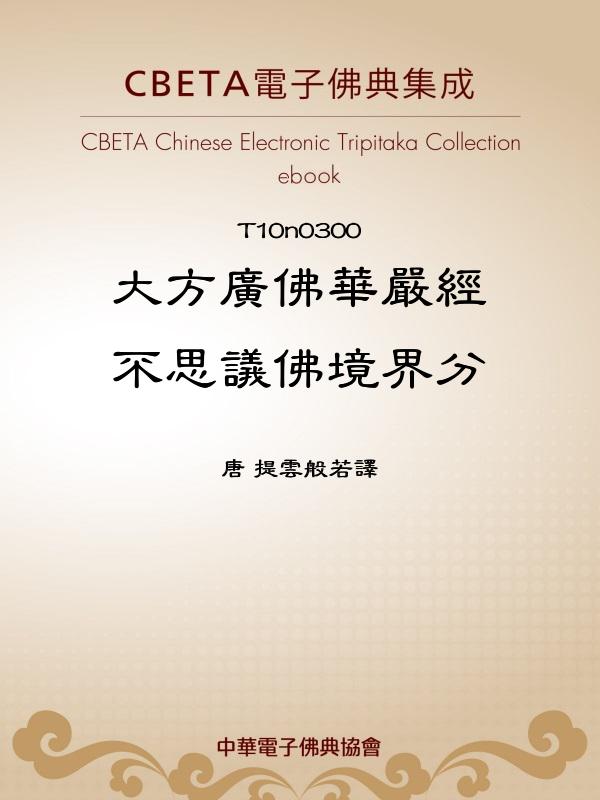 CBETA電子佛典集成
CBETA Chinese Electronic Tripitaka Collection
ebook
T10n0300
大方廣佛華嚴經
不思議佛境界分
唐 提雲般若譯
中華電子佛典協會